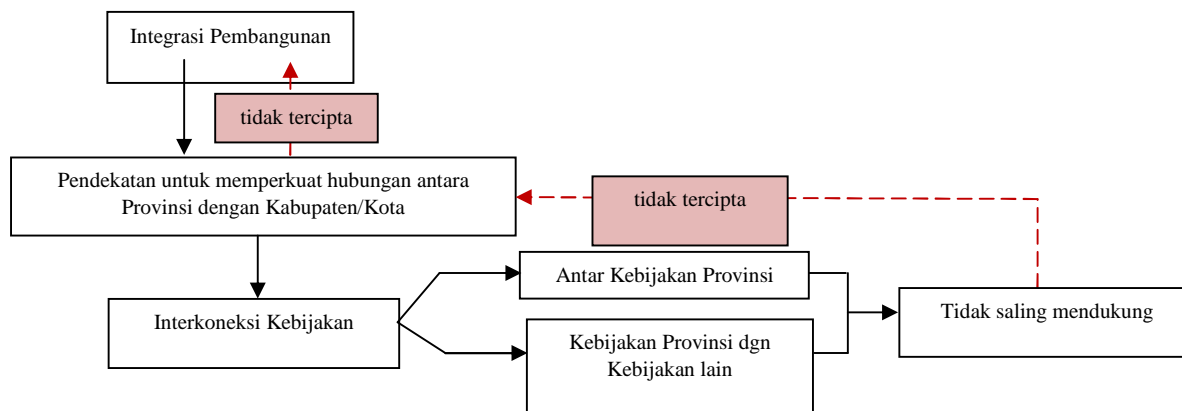 Integrasi Pembangunan
tidak tercipta
Pendekatan untuk memperkuat hubungan antara
Provinsi dengan Kabupaten/Kota
tidak tercipta
Antar Kebijakan Provinsi
Interkoneksi Kebijakan
Tidak saling mendukung
Kebijakan Provinsi dgn
Kebijakan lain